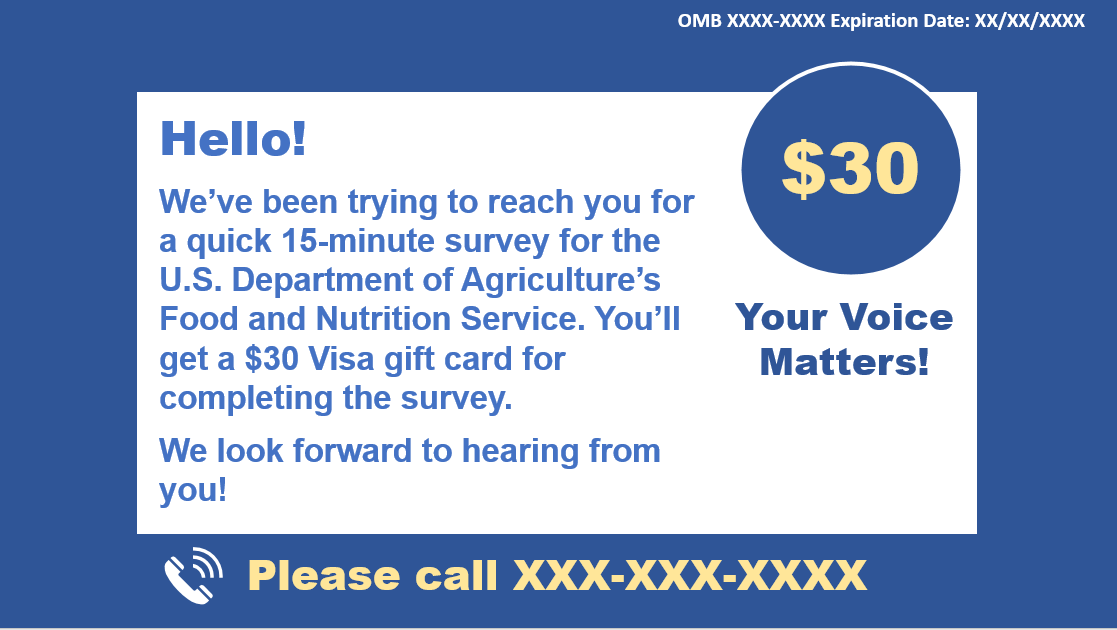 OMB XXXX-XXXX Expiration Date: XX/XX/XXXX
Hello!
We’ve been trying to reach you for
a quick 15-minute survey for the
U.S. Department of Agriculture’s
Food and Nutrition Service. You’ll
get a $30 Visa gift card for
completing the survey.
We look forward to hearing from
you!
$30
Your Voice
Matters!
Please call XXX-XXX-XXXX